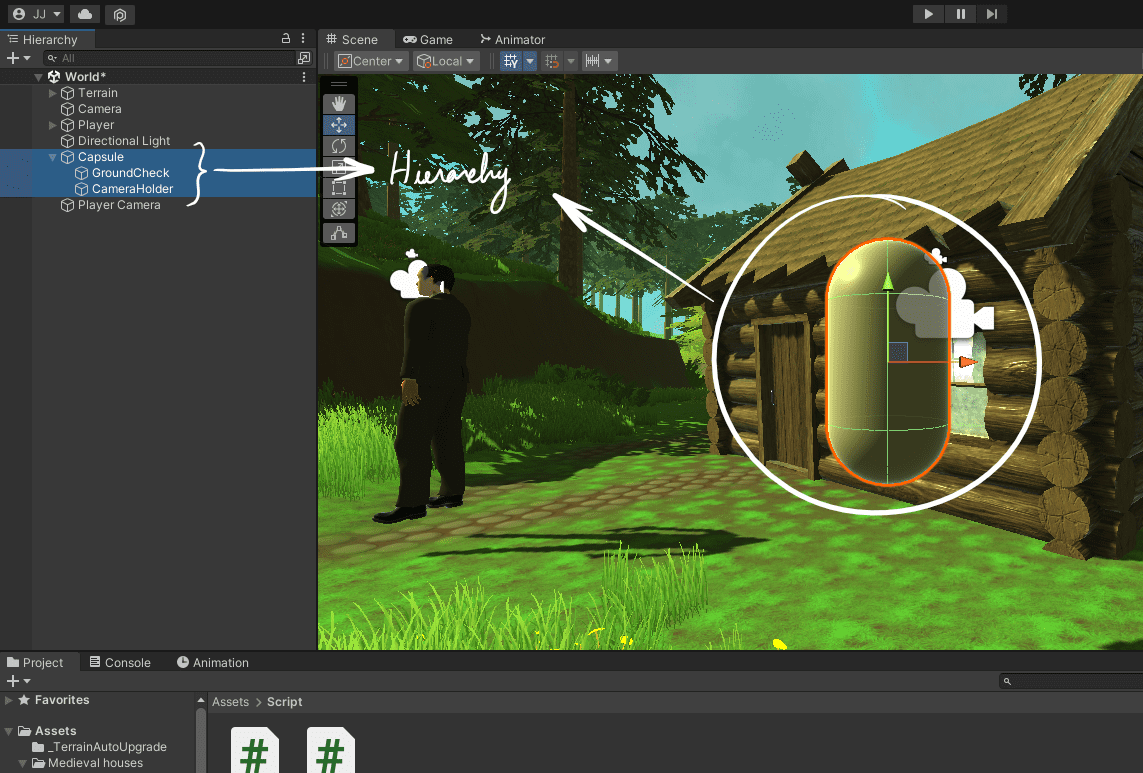 JJ
Hierarchy
All
World*
Terrain
Camera
Player
Directional Light
Capsule
GroundCheck
CameraHolder
Player Camera
Scene Game Animator
Center Local
Hierarchy
Project Console Animation
Favorites
Assets
_TerrainAutoUpgrade
Medieval houses
Assets > Script
# #